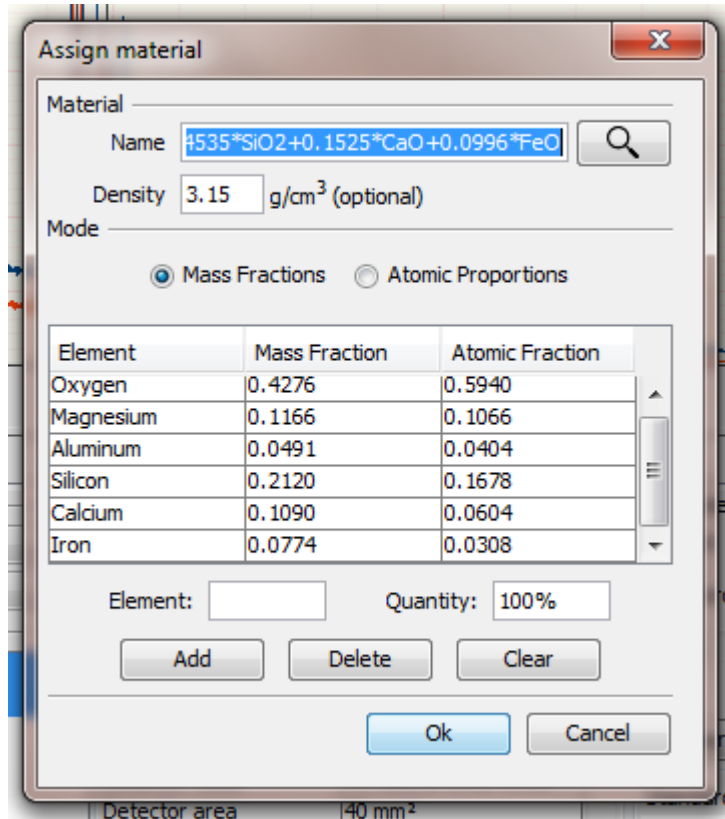 Assign material
Material
Name 4535*SiO2+0.1525*CaO+0.0996*FeO
Density 3.15 g/cm³ (optional)
Mode
Mass Fractions Atomic Proportions
Element Mass Fraction Atomic Fraction
Oxygen 0.4276 0.5940
Magnesium 0.1166 0.1066
Aluminum 0.0491 0.0404
Silicon 0.2120 0.1678
Calcium 0.1090 0.0604
Iron 0.0774 0.0308
Element: Quantity: 100%
Add Delete Clear
Ok Cancel
Detector area 40 mm²